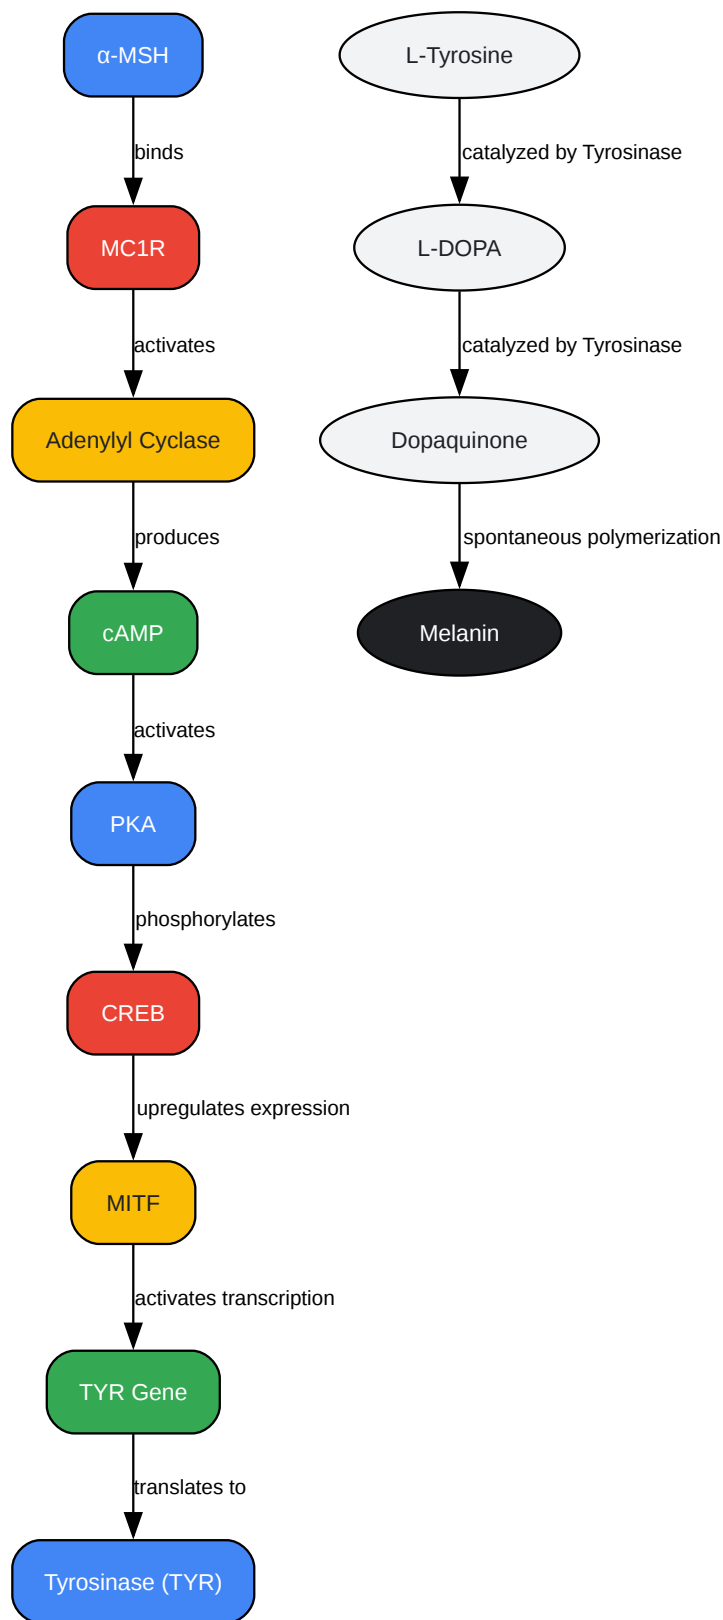 α-MSH
binds
MC1R
activates
Adenylyl Cyclase
produces
cAMP
activates
PKA
phosphorylates
CREB
upregulates expression
MITF
activates transcription
TYR Gene
translates to
Tyrosinase (TYR)
L-Tyrosine
catalyzed by Tyrosinase
L-DOPA
catalyzed by Tyrosinase
Dopaquinone
spontaneous polymerization
Melanin